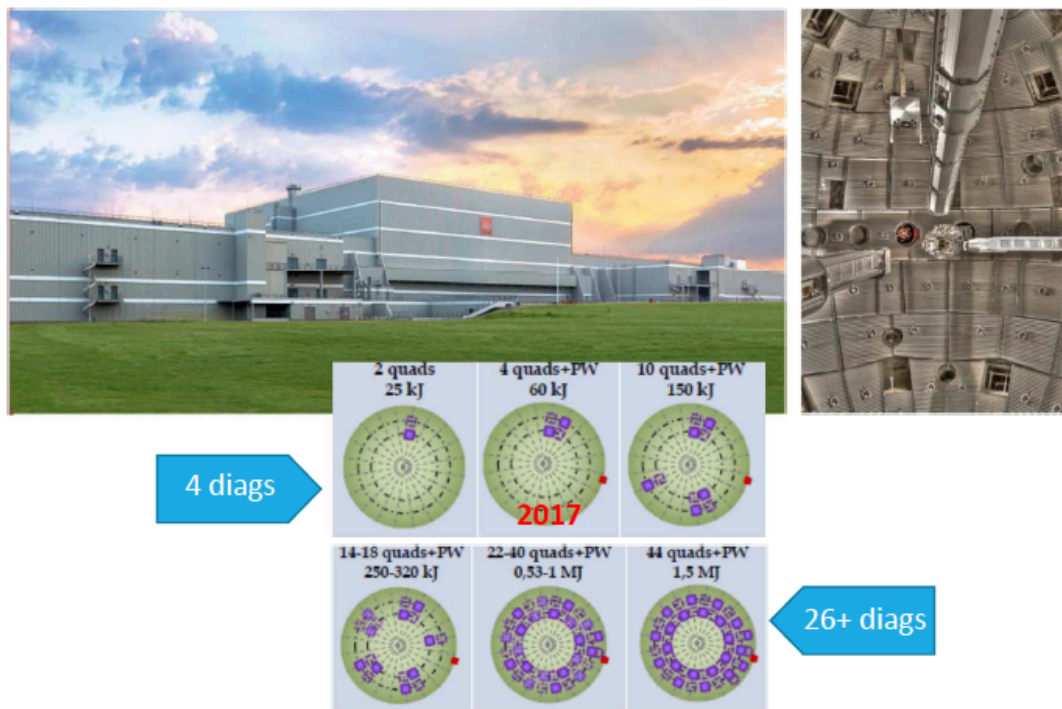 2 quads
25 kJ
4 quads+PW
60 kJ
10 quads+PW
150 kJ
4 diags
2017
14-18 quads+PW
250-320 kJ
22-40 quads+PW
0,53-1 MJ
44 quads+PW
1,5 MJ
26+ diags